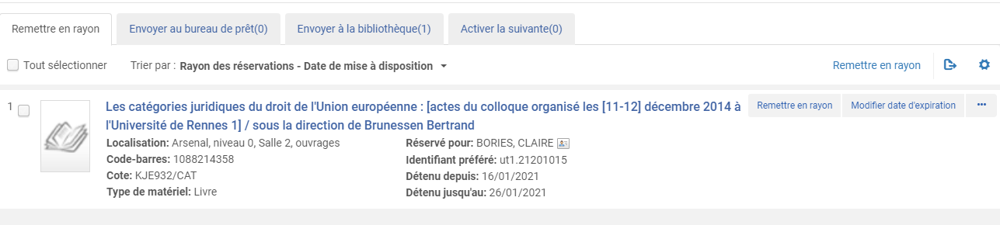 Remettre en rayon Envoyer au bureau de prêt(0) Envoyer à la bibliothèque(1) Activer la suivante(0)
Tout sélectionner Trier par : Rayon des réservations - Date de mise à disposition Remettre en rayon
1 Les catégories juridiques du droit de l'Union européenne : [actes du colloque organisé les [11-12] décembre 2014 à Remettre en rayon Modifier date d'expiration ...
l'Université de Rennes 1] / sous la direction de Brunessen Bertrand
Localisation: Arsenal, niveau 0, Salle 2, ouvrages Réservé pour: BORIES, CLAIRE
Code-barres: 1088214358 Identifiant préféré: ut1.21201015
Cote: KJE932/CAT Détenu depuis: 16/01/2021
Type de matériel: Livre Détenu jusqu'au: 26/01/2021